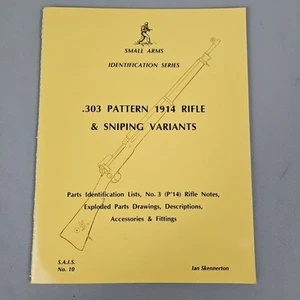 SMALL ARMS
IDENTIFICATION SERIES
.303 PATTERN 1914 RIFLE
& SNIPING VARIANTS
Parts Identification Lists, No. 3 (P'14) Rifle Notes,
Exploded Parts Drawings, Descriptions,
Accessories & Fittings
S.A.I.S.
No. 10
Ian Skennerton